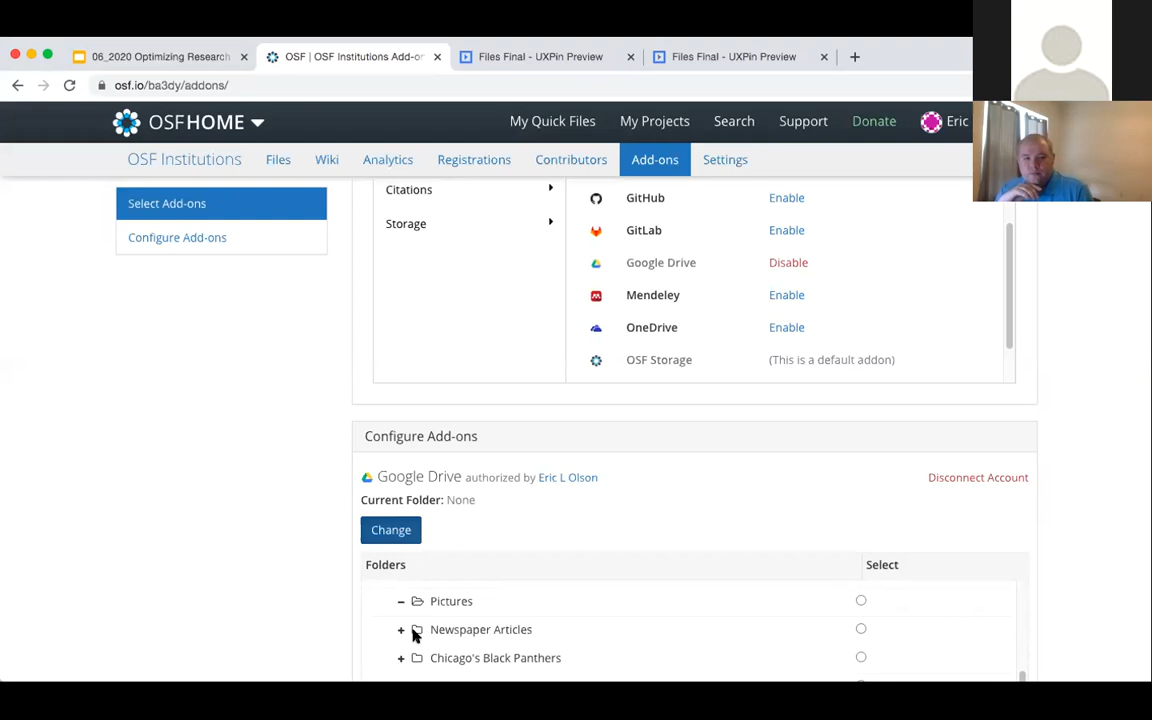 06_2020 Optimizing Research
OSF | OSF Institutions Add-o
Files Final - UXPin Preview
Files Final - UXPin Preview
osf.io/ba3dy/addons/
OSFHOME
My Quick Files
My Projects
Search
Support
Donate
Eric
OSF Institutions
Files
Wiki
Analytics
Registrations
Contributors
Add-ons
Settings
Select Add-ons
Configure Add-ons
Citations
Storage
GitHub Enable
GitLab Enable
Google Drive Disable
Mendeley Enable
OneDrive Enable
OSF Storage (This is a default addon)
Configure Add-ons
Google Drive authorized by Eric L Olson
Disconnect Account
Current Folder: None
Change
Folders Select
Pictures
Newspaper Articles
Chicago's Black Panthers